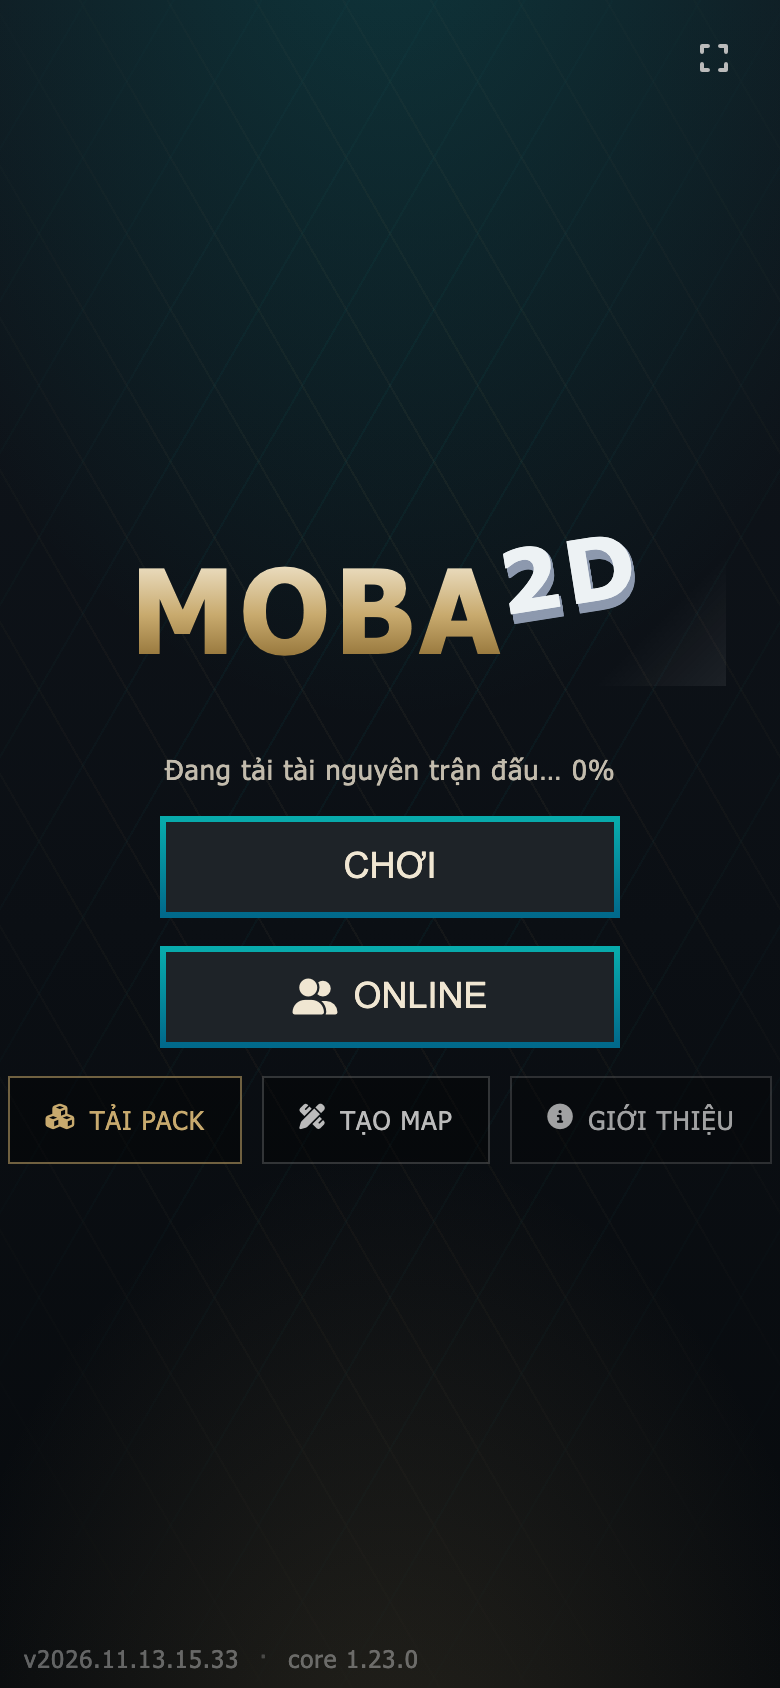 MOBA2D
Đang tải tài nguyên trận đấu... 0%
CHƠI
ONLINE
TẢI PACK
TẠO MAP
GIỚI THIỆU
v2026.11.13.15.33 · core 1.23.0